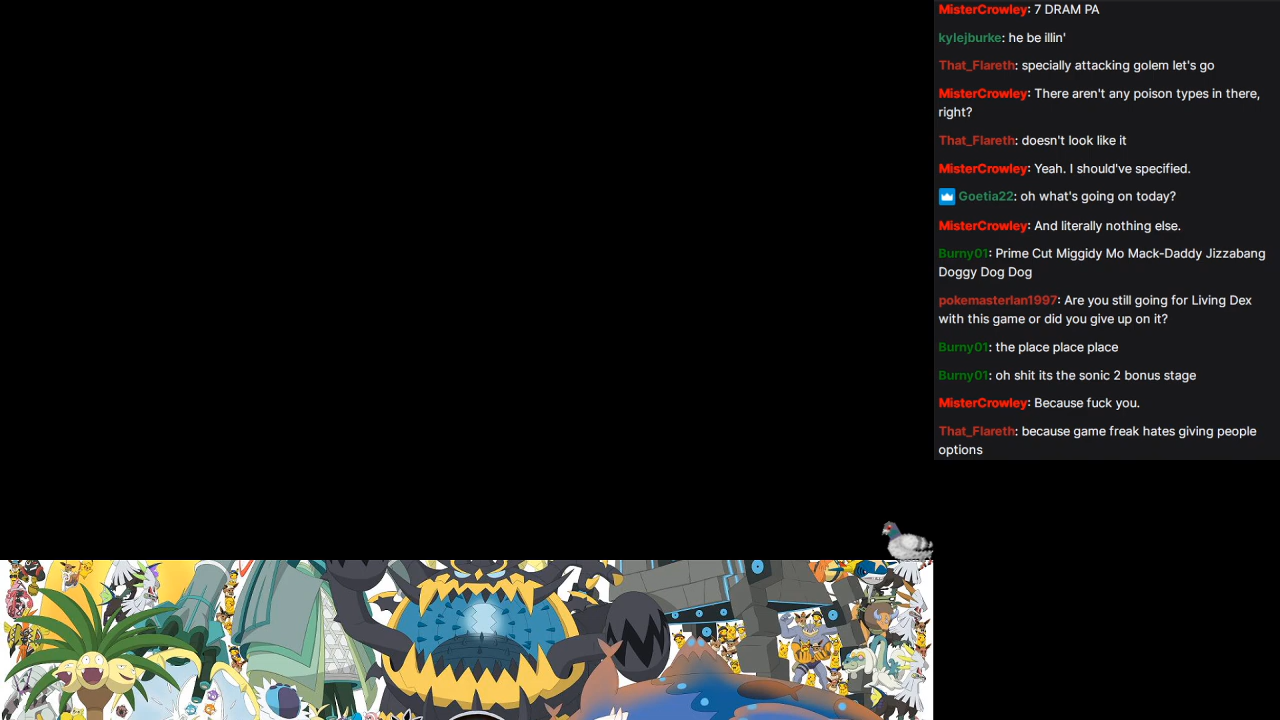 MisterCrowley: 7 DRAM PA
kylejburke: he be illin'
That_Flareth: specially attacking golem let's go
MisterCrowley: There aren't any poison types in there,
right?
That_Flareth: doesn't look like it
MisterCrowley: Yeah. I should've specified.
Goetia22: oh what's going on today?
MisterCrowley: And literally nothing else.
Burny01: Prime Cut Miggidy Mo Mack-Daddy Jizzabang
Doggy Dog Dog
pokemasterIan1997: Are you still going for Living Dex
with this game or did you give up on it?
Burny01: the place place place
Burny01: oh shit its the sonic 2 bonus stage
MisterCrowley: Because fuck you.
That_Flareth: because game freak hates giving people
options